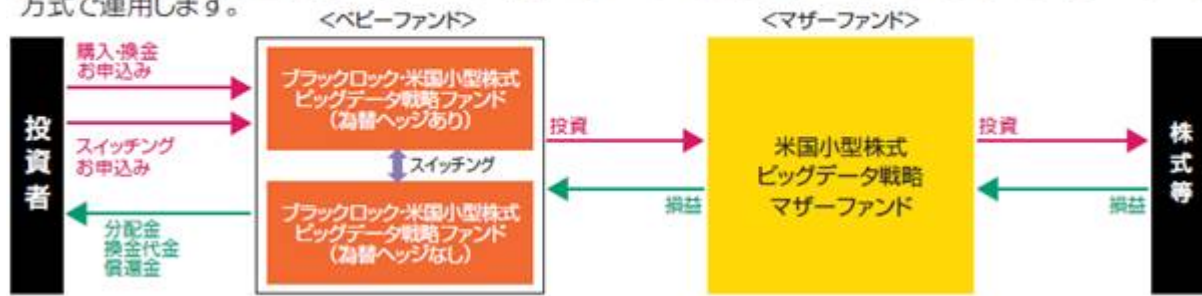 方式で運用します。
<ベビーファンド>
<マザーファンド>
購入・換金
お申込み
スイッチング
お申込み
投資者
分配金
換金代金
償還金
ブラックロック・米国小型株式
ビッグデータ戦略ファンド
(為替ヘッジあり)
スイッチング
ブラックロック・米国小型株式
ビッグデータ戦略ファンド
(為替ヘッジなし)
投資
損益
米国小型株式
ビッグデータ戦略
マザーファンド
投資
損益
株式等